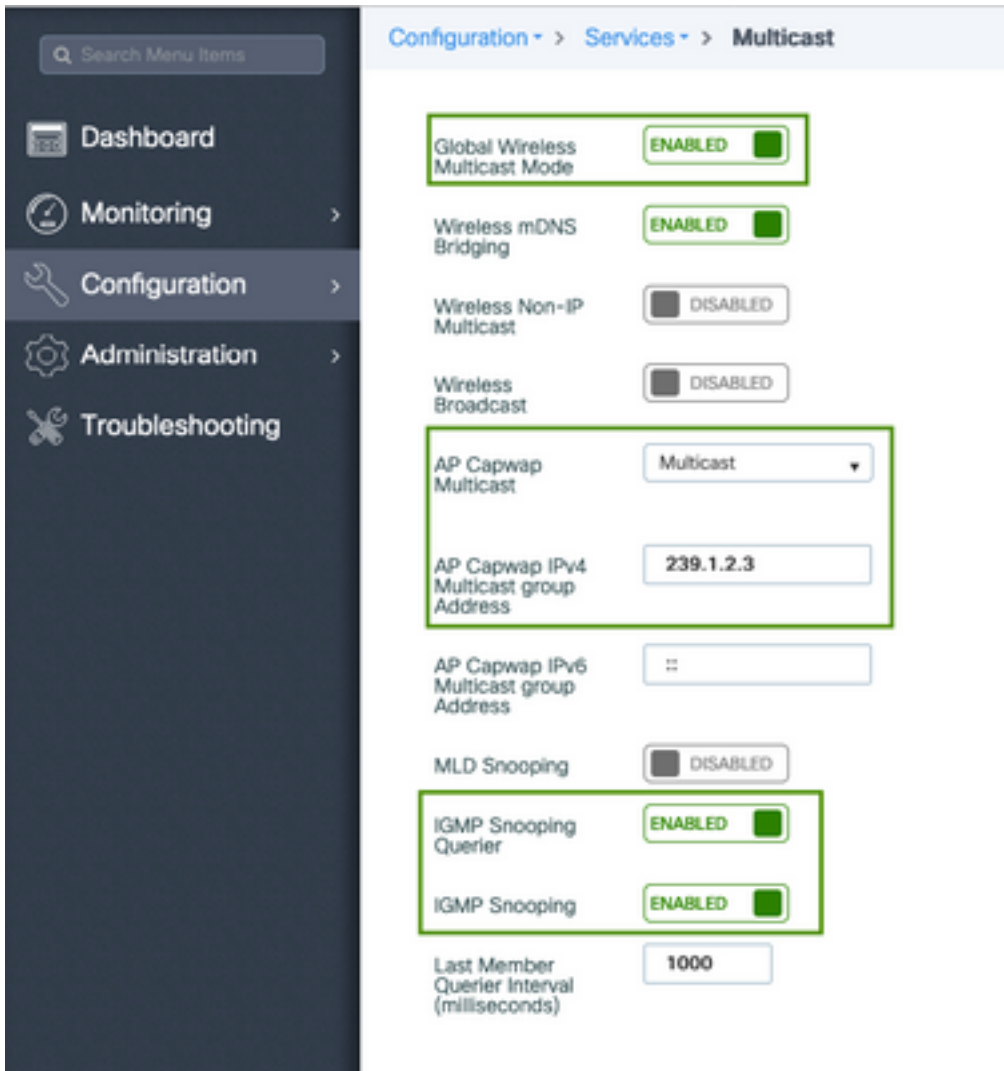 Search Menu Items
Dashboard
Monitoring
Configuration
Administration
Troubleshooting
Configuration > Services > Multicast
Global Wireless
Multicast Mode
ENABLED
Wireless mDNS
Bridging
ENABLED
Wireless Non-IP
Multicast
DISABLED
Wireless
Broadcast
DISABLED
AP Capwap
Multicast
Multicast
AP Capwap IPv4
Multicast group
Address
239.1.2.3
AP Capwap IPv6
Multicast group
Address
::
MLD Snooping
DISABLED
IGMP Snooping
Querier
ENABLED
IGMP Snooping
ENABLED
Last Member
Querier Interval
(milliseconds)
1000